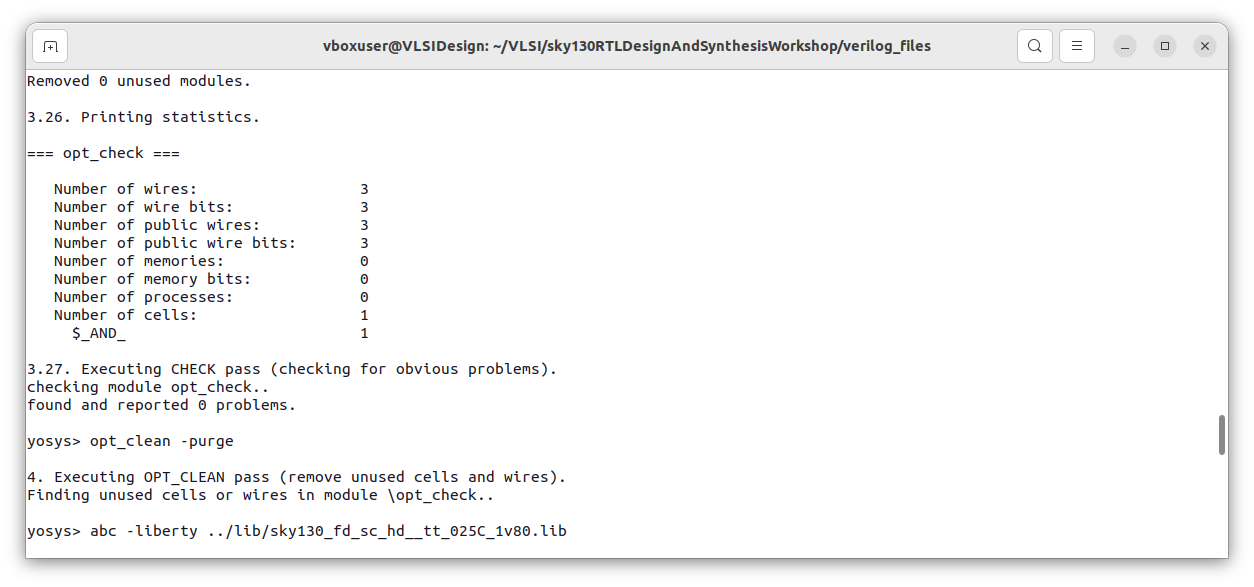 vboxuser@VLSIDesign: ~/VLSI/sky130RTLDesignAndSynthesisWorkshop/verilog_files
Removed 0 unused modules.
3.26. Printing statistics.
=== opt_check ===
Number of wires: 3
Number of wire bits: 3
Number of public wires: 3
Number of public wire bits: 3
Number of memories: 0
Number of memory bits: 0
Number of processes: 0
Number of cells: 1
$_AND_ 1
3.27. Executing CHECK pass (checking for obvious problems).
checking module opt_check..
found and reported 0 problems.
yosys> opt_clean -purge
4. Executing OPT_CLEAN pass (remove unused cells and wires).
Finding unused cells or wires in module \opt_check..
yosys> abc -liberty ../lib/sky130_fd_sc_hd__tt_025C_1v80.lib